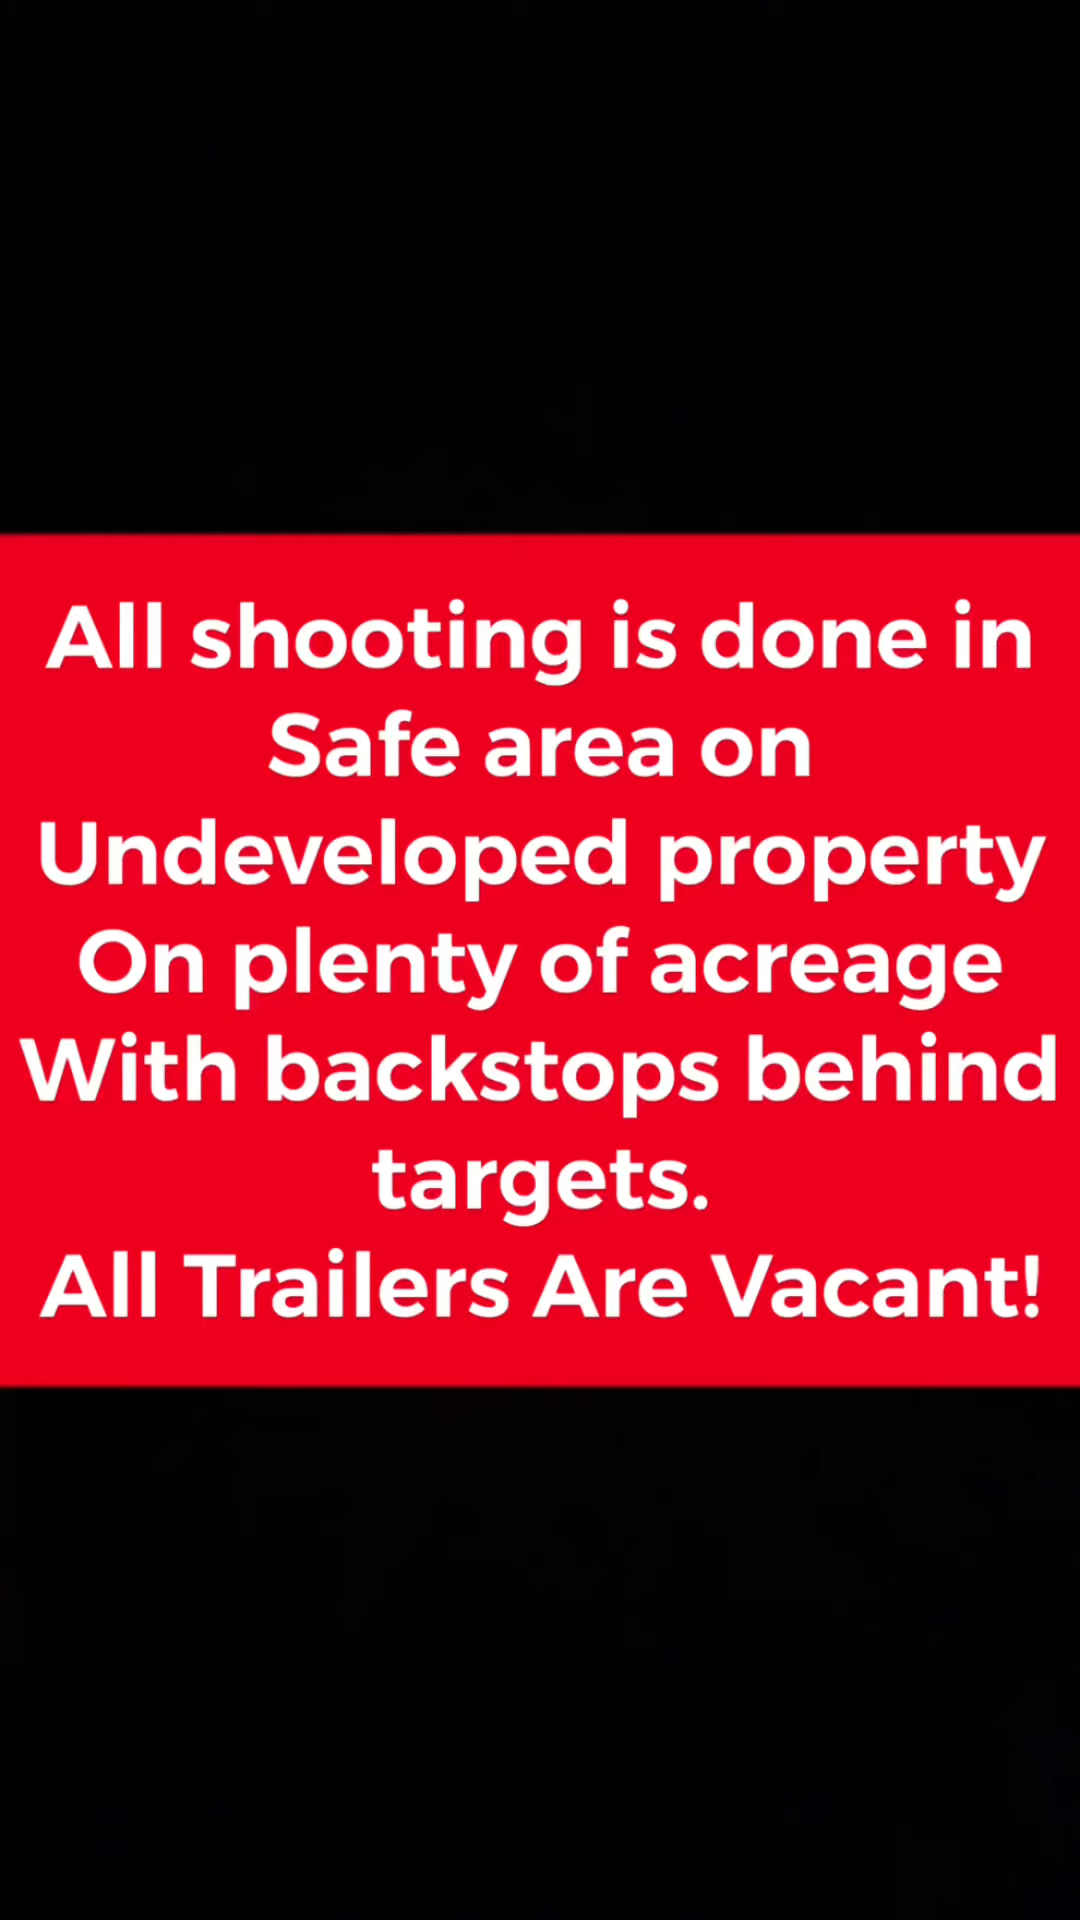 All shooting is done in
Safe area on
Undeveloped property
On plenty of acreage
With backstops behind
targets.
All Trailers Are Vacant!